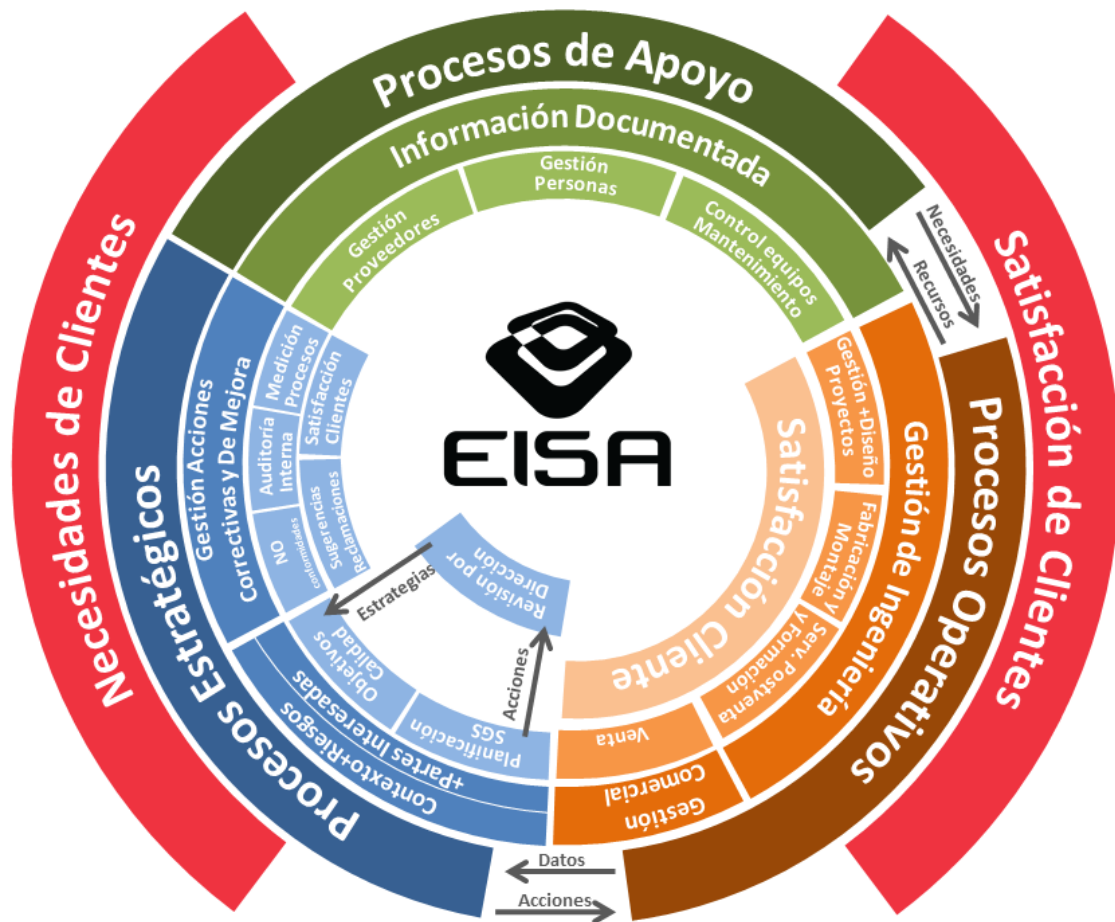 Procesos de Apoyo
Información Documentada
Gestión
Proveedores
Gestión
Personas
Control equipos
Mantenimiento
Necesidades
Recursos
Necesidades de Clientes
Satisfacción de Clientes
Procesos Estratégicos
Gestión Acciones
Correctivas y De Mejora
Medición
Procesos
Auditoría
Interna
NO
conformidades
Satisfacción
Clientes
Sugerencias
Reclamaciones
Contexto+Riesgos
+Partes Interesadas
Objetivos
Calidad
Planificación
SGS
Revisión por
Dirección
Estrategias
Acciones
EISA
Procesos Operativos
Gestión de Ingeniería
Gestión +Diseño
Proyectos
Fabricación y
Montaje
Serv. Postventa
y Formación
Gestión
Comercial
Venta
Satisfacción Cliente
Datos
Acciones